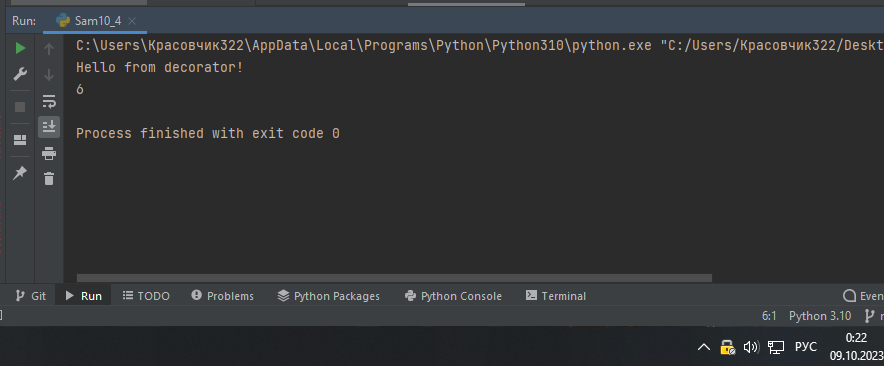 Run: Sam10_4
C:\Users\Красовчик322\AppData\Local\Programs\Python\Python310\python.exe "C:/Users/Красовчик322/Deskt
Hello from decorator!
6
Process finished with exit code 0
Git Run TODO Problems Python Packages Python Console Terminal Even
6:1 Python 3.10
РУС 0:22
09.10.2023